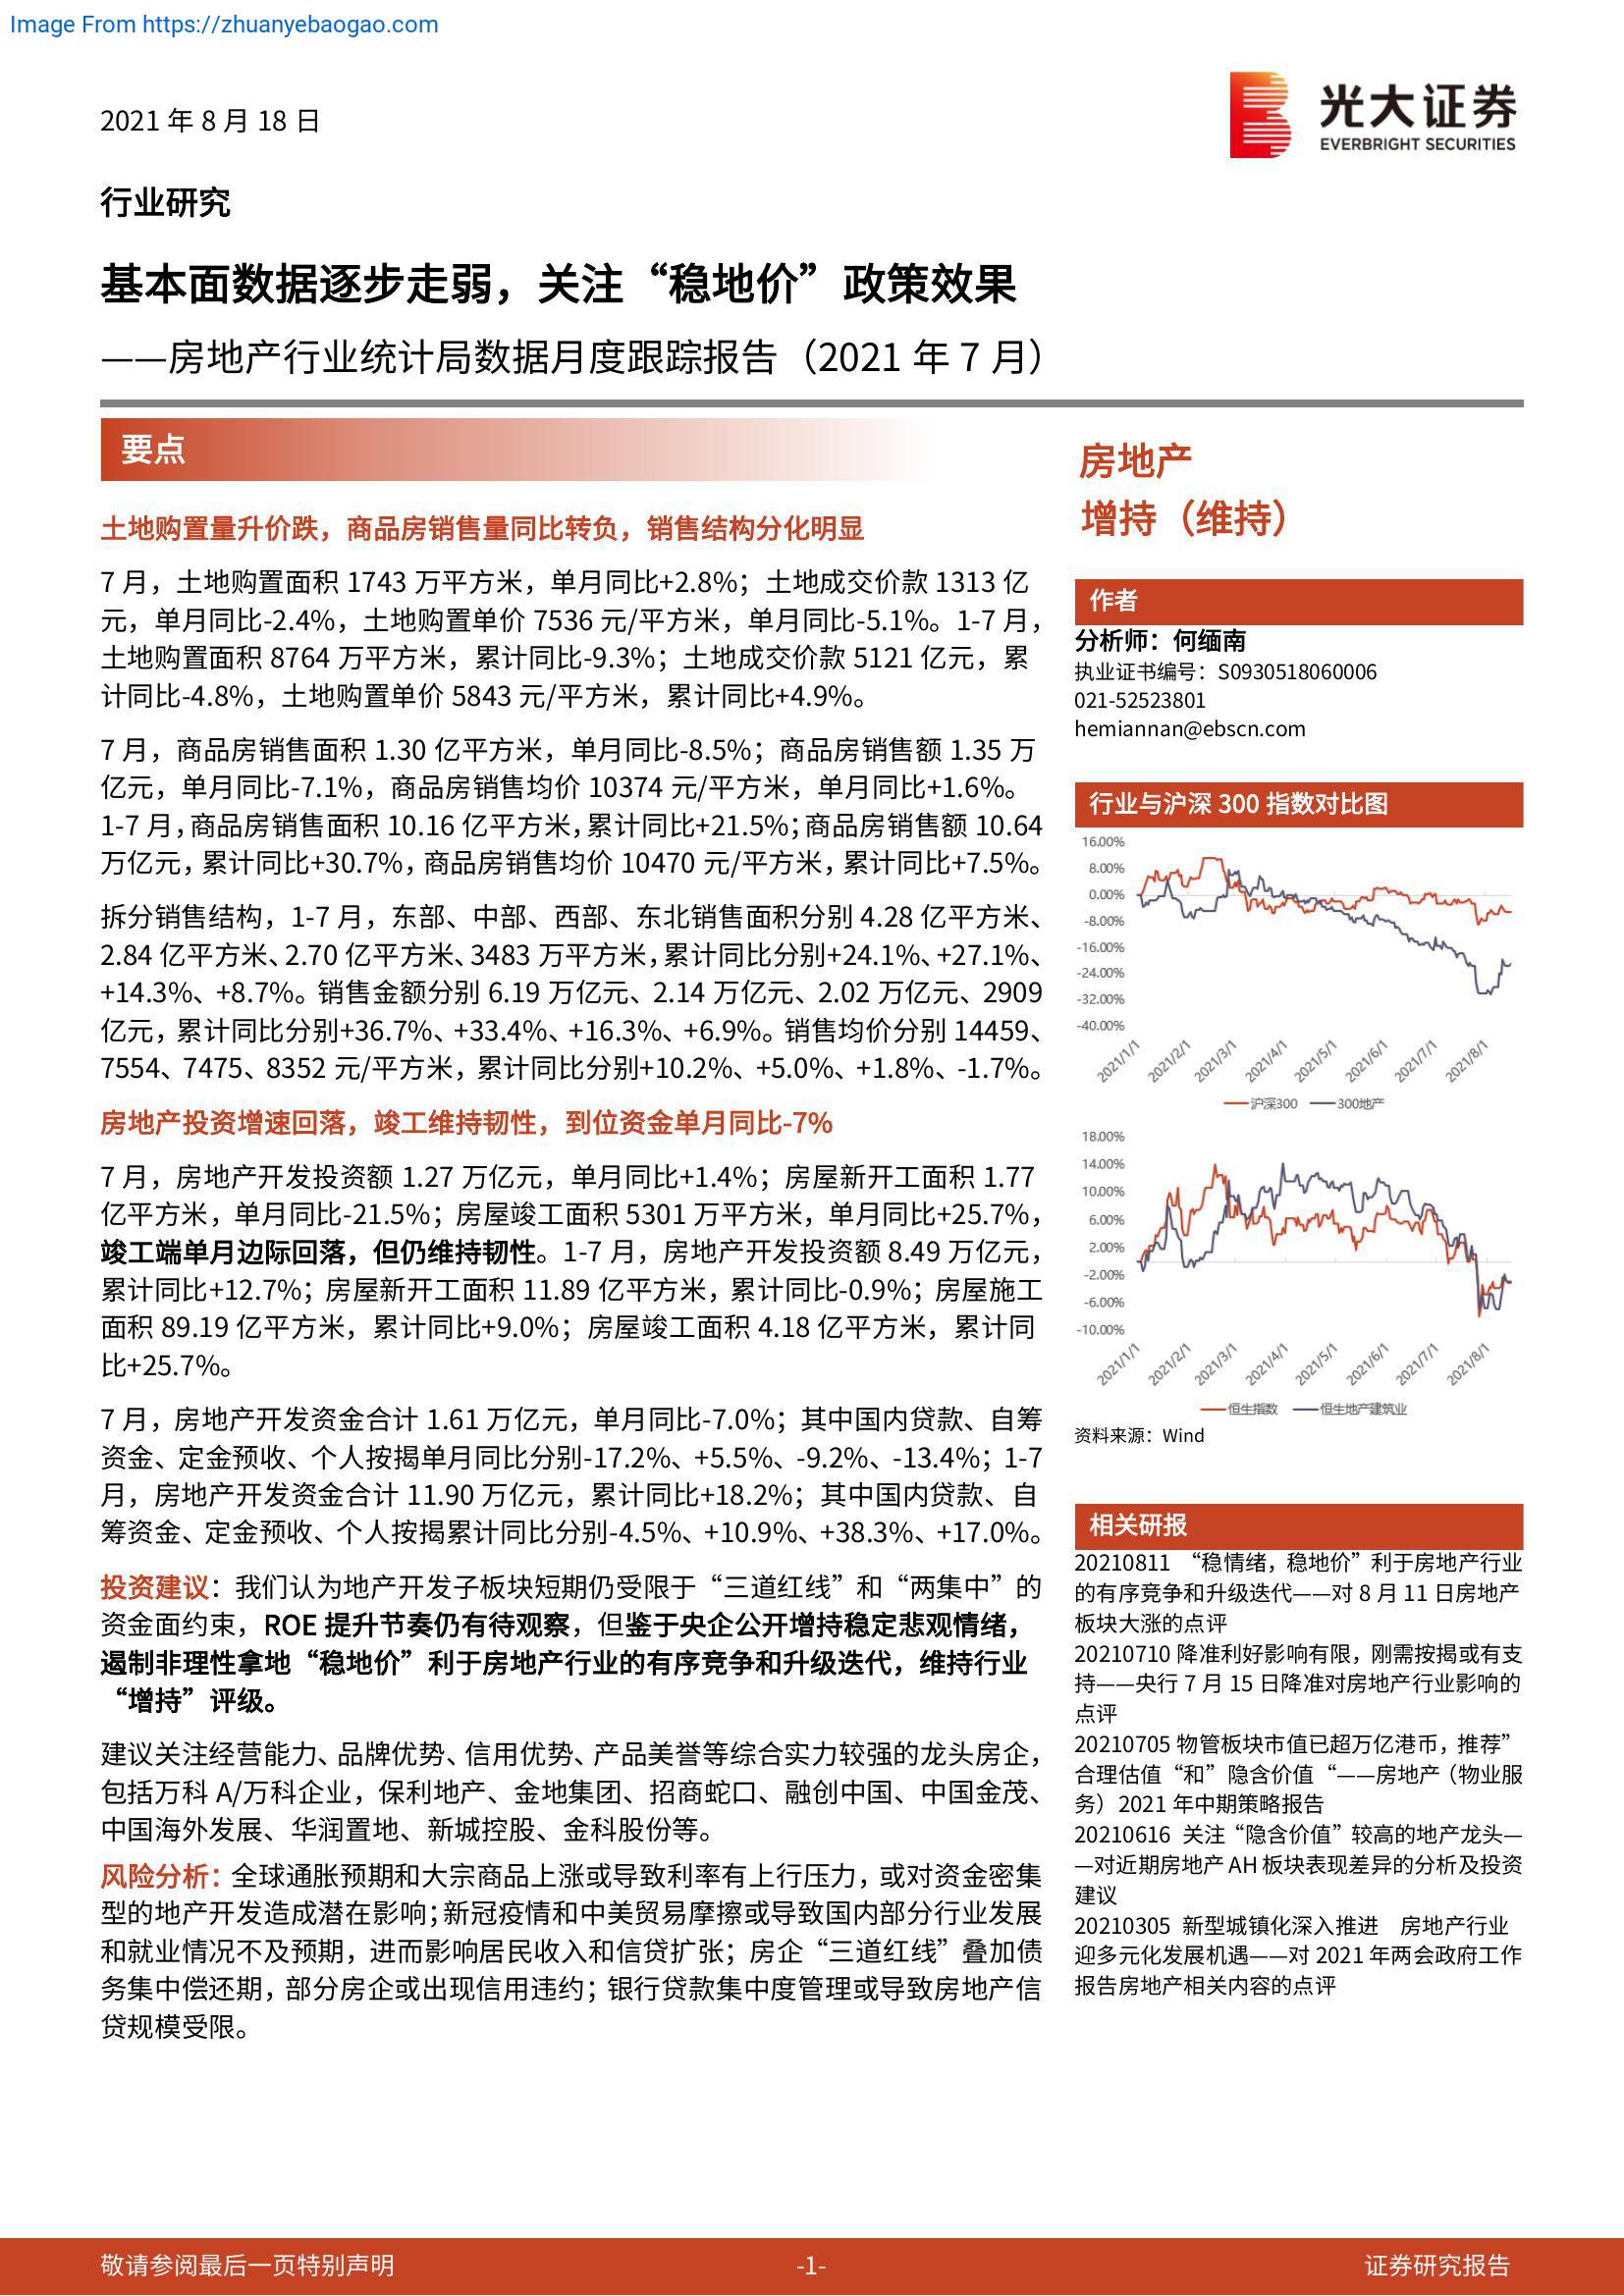 Image From https://zhuanyebaogao.com
2021 年 8 月 18 日
光大证券
EVERBRIGHT SECURITIES
行业研究
基本面数据逐步走弱，关注“稳地价”政策效果
——房地产行业统计局数据月度跟踪报告（2021 年 7 月）
要点
土地购置量升价跌，商品房销售量同比转负，销售结构分化明显
7 月，土地购置面积 1743 万平方米，单月同比+2.8%；土地成交价款 1313 亿
元，单月同比-2.4%，土地购置单价 7536 元/平方米，单月同比-5.1%。1-7 月，
土地购置面积 8764 万平方米，累计同比-9.3%；土地成交价款 5121 亿元，累
计同比-4.8%，土地购置单价 5843 元/平方米，累计同比+4.9%。
7 月，商品房销售面积 1.30 亿平方米，单月同比-8.5%；商品房销售额 1.35 万
亿元，单月同比-7.1%，商品房销售均价 10374 元/平方米，单月同比+1.6%。
1-7 月，商品房销售面积 10.16 亿平方米，累计同比+21.5%；商品房销售额 10.64
万亿元，累计同比+30.7%，商品房销售均价 10470 元/平方米，累计同比+7.5%。
拆分销售结构，1-7 月，东部、中部、西部、东北销售面积分别 4.28 亿平方米、
2.84 亿平方米、2.70 亿平方米、3483 万平方米，累计同比分别+24.1%、+27.1%、
+14.3%、+8.7%。销售金额分别 6.19 万亿元、2.14 万亿元、2.02 万亿元、2909
亿元，累计同比分别+36.7%、+33.4%、+16.3%、+6.9%。销售均价分别 14459、
7554、7475、8352 元/平方米，累计同比分别+10.2%、+5.0%、+1.8%、-1.7%。
房地产投资增速回落，竣工维持韧性，到位资金单月同比-7%
7 月，房地产开发投资额 1.27 万亿元，单月同比+1.4%；房屋新开工面积 1.77
亿平方米，单月同比-21.5%；房屋竣工面积 5301 万平方米，单月同比+25.7%，
竣工端单月边际回落，但仍维持韧性。1-7 月，房地产开发投资额 8.49 万亿元，
累计同比+12.7%；房屋新开工面积 11.89 亿平方米，累计同比-0.9%；房屋施工
面积 89.19 亿平方米，累计同比+9.0%；房屋竣工面积 4.18 亿平方米，累计同
比+25.7%。
7 月，房地产开发资金合计 1.61 万亿元，单月同比-7.0%；其中国内贷款、自筹
资金、定金预收、个人按揭单月同比分别-17.2%、+5.5%、-9.2%、-13.4%；1-7
月，房地产开发资金合计 11.90 万亿元，累计同比+18.2%；其中国内贷款、自
筹资金、定金预收、个人按揭累计同比分别-4.5%、+10.9%、+38.3%、+17.0%。
投资建议：我们认为地产开发子板块短期仍受限于“三道红线”和“两集中”的
资金面约束，ROE 提升节奏仍有待观察，但鉴于央企公开增持稳定悲观情绪，
遏制非理性拿地“稳地价”利于房地产行业的有序竞争和升级迭代，维持行业
“增持”评级。
建议关注经营能力、品牌优势、信用优势、产品美誉等综合实力较强的龙头房企，
包括万科 A/万科企业，保利地产、金地集团、招商蛇口、融创中国、中国金茂、
中国海外发展、华润置地、新城控股、金科股份等。
风险分析：全球通胀预期和大宗商品上涨或导致利率有上行压力，或对资金密集
型的地产开发造成潜在影响；新冠疫情和中美贸易摩擦或导致国内部分行业发展
和就业情况不及预期，进而影响居民收入和信贷扩张；房企“三道红线”叠加债
务集中偿还期，部分房企或出现信用违约；银行贷款集中度管理或导致房地产信
贷规模受限。
房地产
增持（维持）
作者
分析师：何缅南
执业证书编号：S0930518060006
021-52523801
hemiannan@ebscn.com
行业与沪深 300 指数对比图
16.00%
8.00%
0.00%
-8.00%
-16.00%
-24.00%
-32.00%
-40.00%
2021/1/1 2021/2/1 2021/3/1 2021/4/1 2021/5/1 2021/6/1 2021/7/1 2021/8/1
沪深300 300地产
18.00%
14.00%
10.00%
6.00%
2.00%
-2.00%
-6.00%
-10.00%
2021/1/1 2021/2/1 2021/3/1 2021/4/1 2021/5/1 2021/6/1 2021/7/1 2021/8/1
恒生指数 恒生地产建筑业
资料来源：Wind
相关研报
20210811 “稳情绪，稳地价”利于房地产行业
的有序竞争和升级迭代——对 8 月 11 日房地产
板块大涨的点评
20210710 降准利好影响有限，刚需按揭或有支
持——央行 7 月 15 日降准对房地产行业影响的
点评
20210705 物管板块市值已超万亿港币，推荐”
合理估值“和”隐含价值“——房地产（物业服
务）2021 年中期策略报告
20210616 关注“隐含价值”较高的地产龙头—
—对近期房地产 AH 板块表现差异的分析及投资
建议
20210305 新型城镇化深入推进 房地产行业
迎多元化发展机遇——对 2021 年两会政府工作
报告房地产相关内容的点评
敬请参阅最后一页特别声明
-1-
证券研究报告